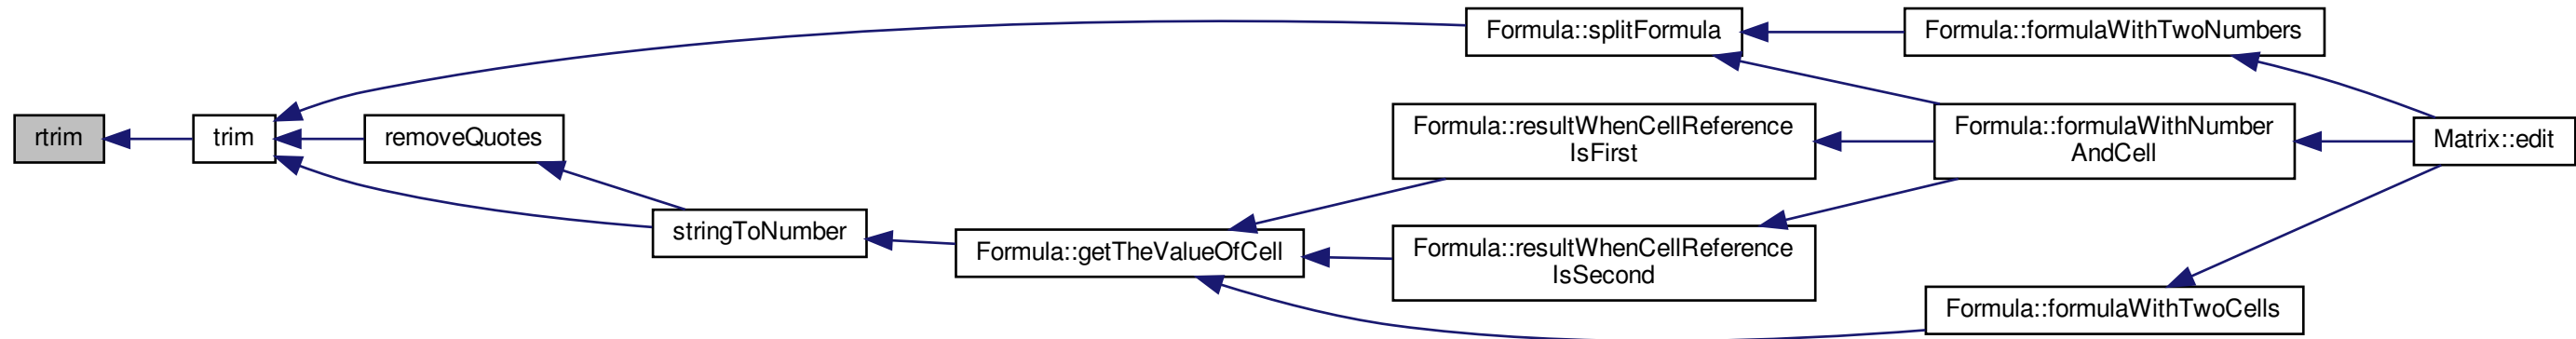 rtrim
trim
removeQuotes
stringToNumber
Formula::getTheValueOfCell
Formula::splitFormula
Formula::resultWhenCellReference
IsFirst
Formula::resultWhenCellReference
IsSecond
Formula::formulaWithTwoNumbers
Formula::formulaWithNumber
AndCell
Formula::formulaWithTwoCells
Matrix::edit